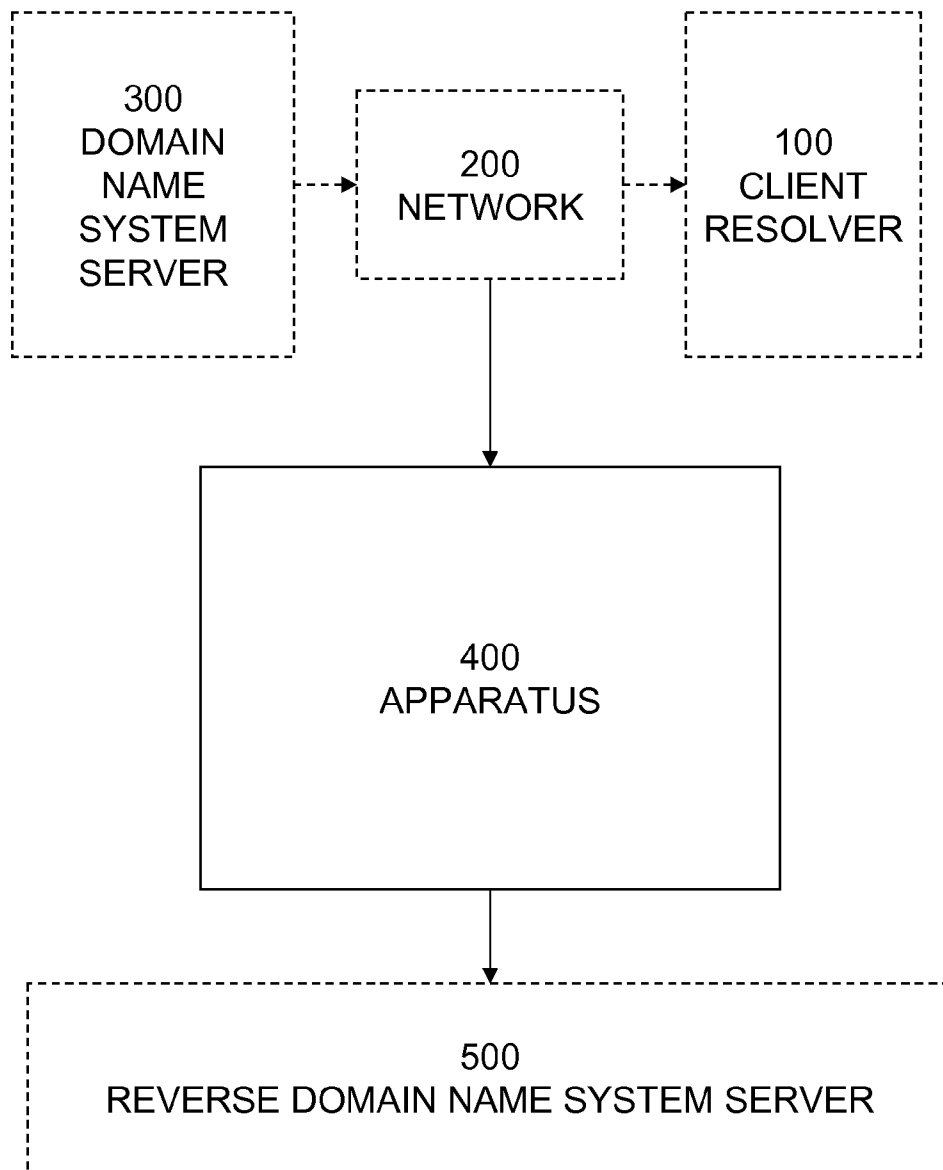 300
DOMAIN
NAME
SYSTEM
SERVER
200
NETWORK
100
CLIENT
RESOLVER
400
APPARATUS
500
REVERSE DOMAIN NAME SYSTEM SERVER